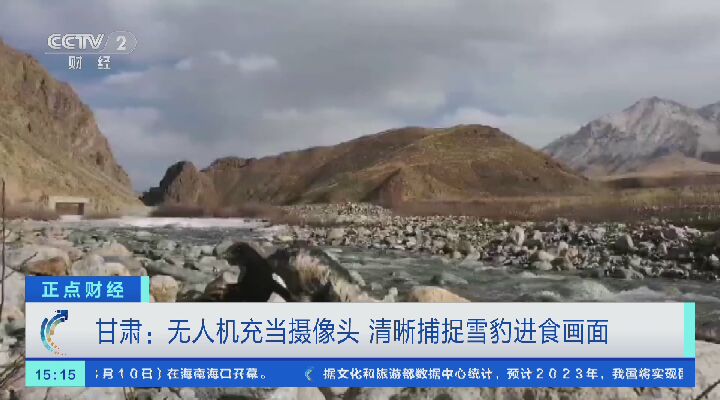 CCTV 2
财经
正点财经
甘肃：无人机充当摄像头 清晰捕捉雪豹进食画面
15:15 月10日）在海南海口开幕。 据文化和旅游部数据中心统计，预计2023年，我国将实现国